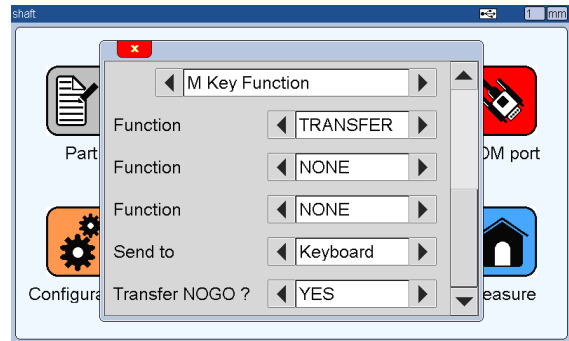 shaft
1 mm
x
M Key Function
Function TRANSFER
Part
OM port
Function NONE
Function NONE
Send to Keyboard
Configura
easure
Transfer NOGO ? YES